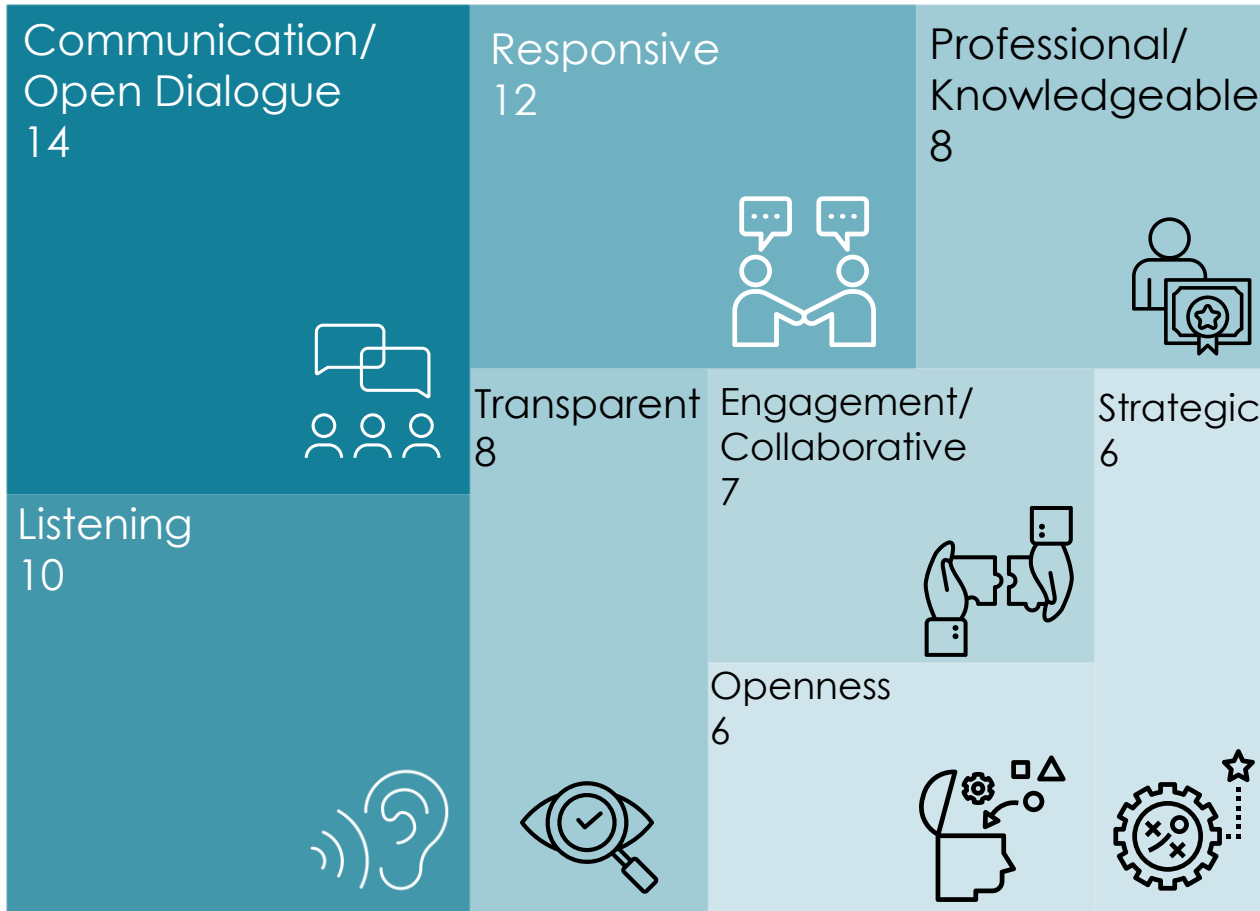 Communication/
Open Dialogue
14
Responsive
12
Professional/
Knowledgeable
8
Listening
10
Transparent
8
Engagement/
Collaborative
7
Strategic
6
Openness
6